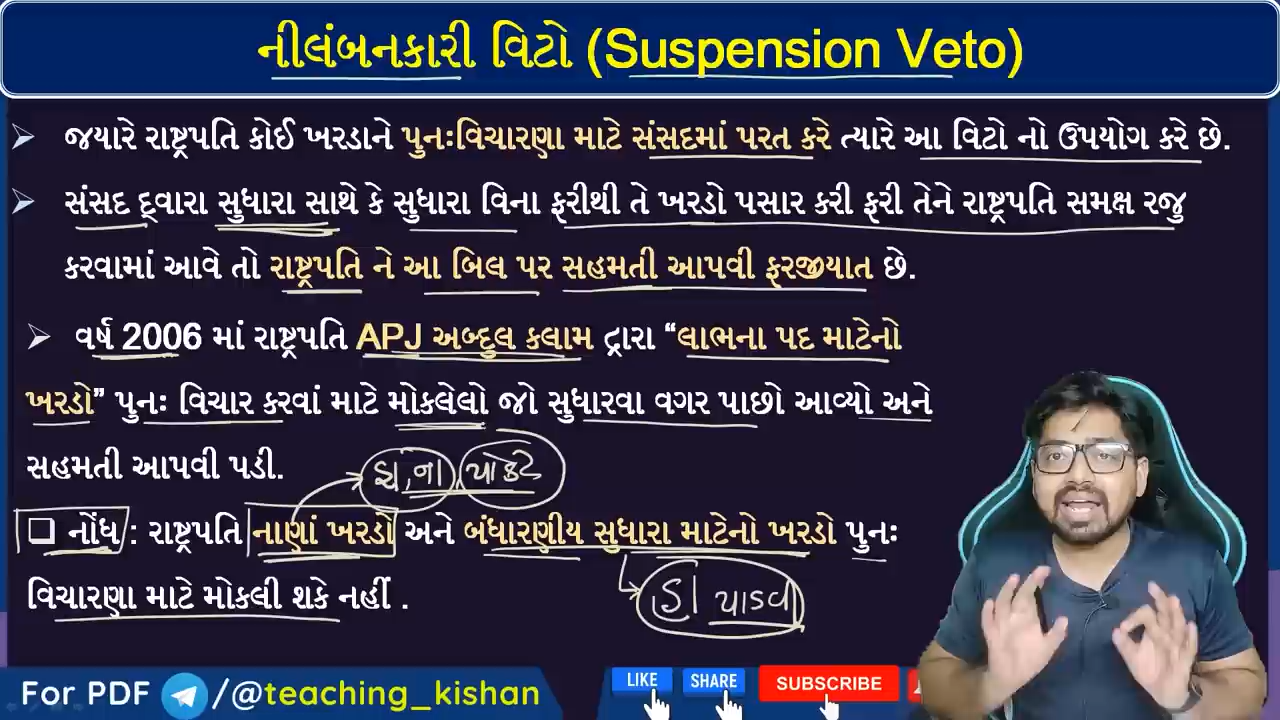 નીલંબનકારી વિટો (Suspension Veto)
જયારે રાષ્ટ્રપતિ કોઈ ખરડાને પુનઃવિચારણા માટે સંસદમાં પરત કરે ત્યારે આ વિટો નો ઉપયોગ કરે છે.
સંસદ દ્વારા સુધારા સાથે કે સુધારા વિના ફરીથી તે ખરડો પસાર કરી ફરી તેને રાષ્ટ્રપતિ સમક્ષ રજુ
કરવામાં આવે તો રાષ્ટ્રપતિ ને આ બિલ પર સહમતી આપવી ફરજીયાત છે.
વર્ષ 2006 માં રાષ્ટ્રપતિ APJ અબ્દુલ કલામ દ્રારા “લાભના પદ માટેનો
ખરડો” પુનઃ વિચાર કરવાં માટે મોકલેલો જો સુધારવા વગર પાછો આવ્યો અને
સહમતી આપવી પડી.
હા, ના, પોકેટ
નોંધ : રાષ્ટ્રપતિ નાણાં ખરડો અને બંધારણીય સુધારા માટેનો ખરડો પુનઃ
વિચારણા માટે મોકલી શકે નહીં .
હા પાડવી
For PDF /@teaching_kishan
LIKE SHARE SUBSCRIBE